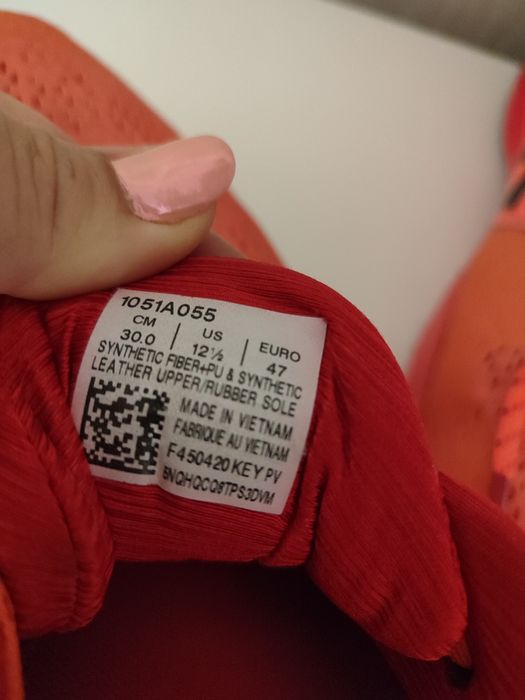 1051A055
CM | US | EURO
30.0 | 12½ | 47
SYNTHETIC FIBER+PU & SYNTHETIC
LEATHER UPPER/RUBBER SOLE
MADE IN VIETNAM
FABRIQUE AU VIETNAM
F450420 KEY PV
5NQHQCQ8TPS3DVM